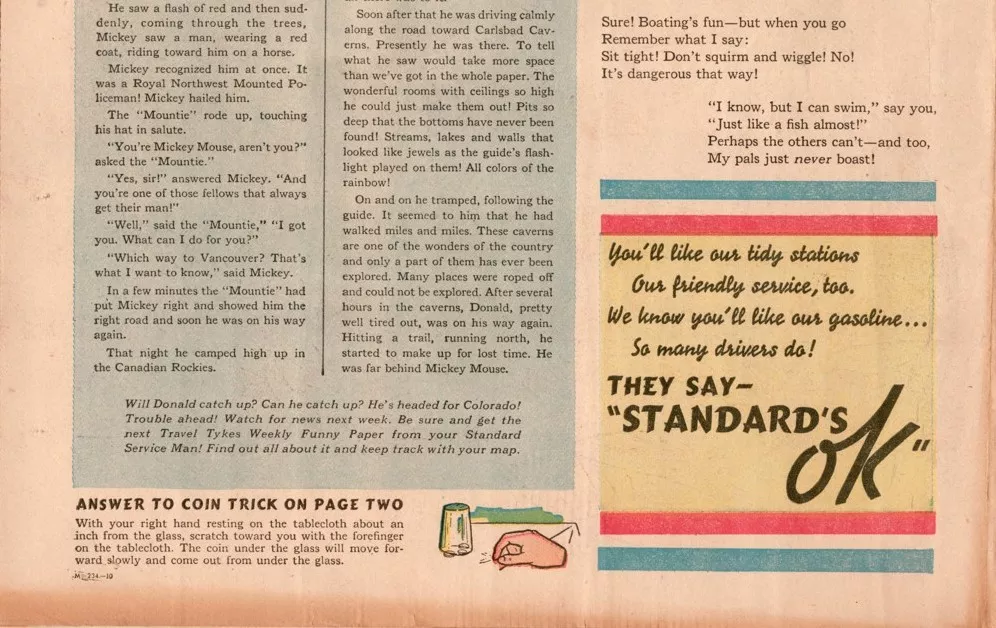 He saw a flash of red and then sud-
denly, coming through the trees,
Mickey saw a man, wearing a red
coat, riding toward him on a horse.
Mickey recognized him at once. It
was a Royal Northwest Mounted Po-
liceman! Mickey hailed him.
The "Mountie" rode up, touching
his hat in salute.
"You're Mickey Mouse, aren't you?"
asked the "Mountie."
"Yes, sir!" answered Mickey. "And
you're one of those fellows that always
get their man!"
"Well," said the "Mountie," "I got
you. What can I do for you?"
"Which way to Vancouver? That's
what I want to know," said Mickey.
In a few minutes the "Mountie" had
put Mickey right and showed him the
right road and soon he was on his way
again.
That night he camped high up in
the Canadian Rockies.
Soon after that he was driving calmly
along the road toward Carlsbad Cav-
erns. Presently he was there. To tell
what he saw would take more space
than we've got in the whole paper. The
wonderful rooms with ceilings so high
he could just make them out! Pits so
deep that the bottoms have never been
found! Streams, lakes and walls that
looked like jewels as the guide's flash-
light played on them! All colors of the
rainbow!
On and on he tramped, following the
guide. It seemed to him that he had
walked miles and miles. These caverns
are one of the wonders of the country
and only a part of them has ever been
explored. Many places were roped off
and could not be explored. After several
hours in the caverns, Donald, pretty
well tired out, was on his way again.
Hitting a trail, running north, he
started to make up for lost time. He
was far behind Mickey Mouse.
Will Donald catch up? Can he catch up? He's headed for Colorado!
Trouble ahead! Watch for news next week. Be sure and get the
next Travel Tykes Weekly Funny Paper from your Standard
Service Man! Find out all about it and keep track with your map.
ANSWER TO COIN TRICK ON PAGE TWO
With your right hand resting on the tablecloth about an
inch from the glass, scratch toward you with the forefinger
on the tablecloth. The coin under the glass will move for-
ward slowly and come out from under the glass.
Sure! Boating's fun—but when you go
Remember what I say:
Sit tight! Don't squirm and wiggle! No!
It's dangerous that way!
"I know, but I can swim," say you,
"Just like a fish almost!"
Perhaps the others can't—and too,
My pals just never boast!
You'll like our tidy stations
Our friendly service, too.
We know you'll like our gasoline...
So many drivers do!
THEY SAY—
"STANDARD'S
OK"